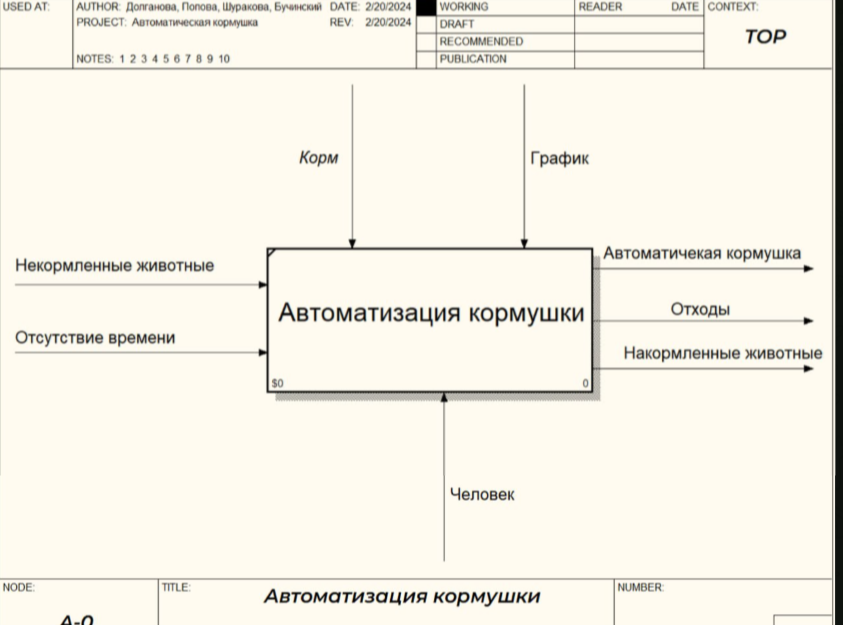 USED AT:
AUTHOR: Долганова, Попова, Шуракова, Бучинский
DATE: 2/20/2024
PROJECT: Автоматическая кормушка
REV: 2/20/2024
NOTES: 1 2 3 4 5 6 7 8 9 10
WORKING
DRAFT
RECOMMENDED
PUBLICATION
READER
DATE
CONTEXT:
TOP
Корм
График
Некормленные животные
Отсутствие времени
Автоматизация кормушки
$0
0
Автоматичекая кормушка
Отходы
Накормленные животные
Человек
NODE:
A-0
TITLE:
Автоматизация кормушки
NUMBER: